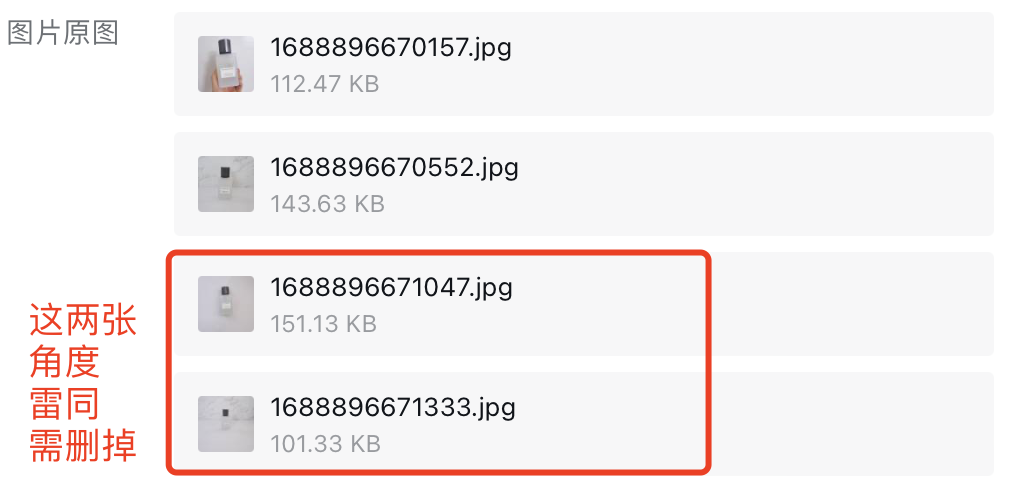 图片原图
1688896670157.jpg
112.47 KB
1688896670552.jpg
143.63 KB
1688896671047.jpg
151.13 KB
1688896671333.jpg
101.33 KB
这两张
角度
雷同
需删掉